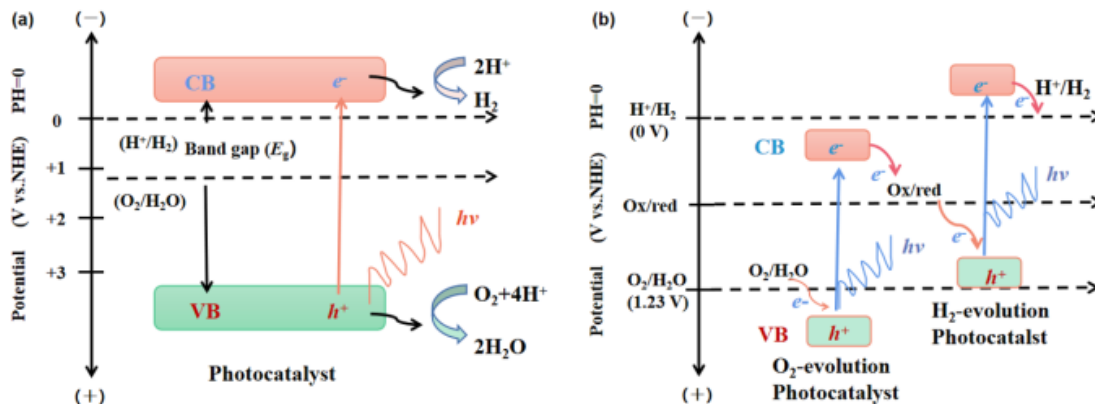 (a)
(−)
PH=0
(V vs.NHE)
Potential
0
+1
+2
+3
(+)
CB
e⁻
2H⁺
H₂
(H⁺/H₂)
Band gap (E_g)
(O₂/H₂O)
hv
VB
h⁺
O₂+4H⁺
2H₂O
Photocatalyst
(b)
(−)
PH=0
(V vs.NHE)
Potential
H⁺/H₂
(0 V)
Ox/red
O₂/H₂O
(1.23 V)
(+)
e⁻
H⁺/H₂
e⁻
CB
e⁻
e⁻
Ox/red
hv
e⁻
hv
O₂/H₂O
e-
h⁺
VB
h⁺
H₂-evolution
Photocatalst
O₂-evolution
Photocatalyst